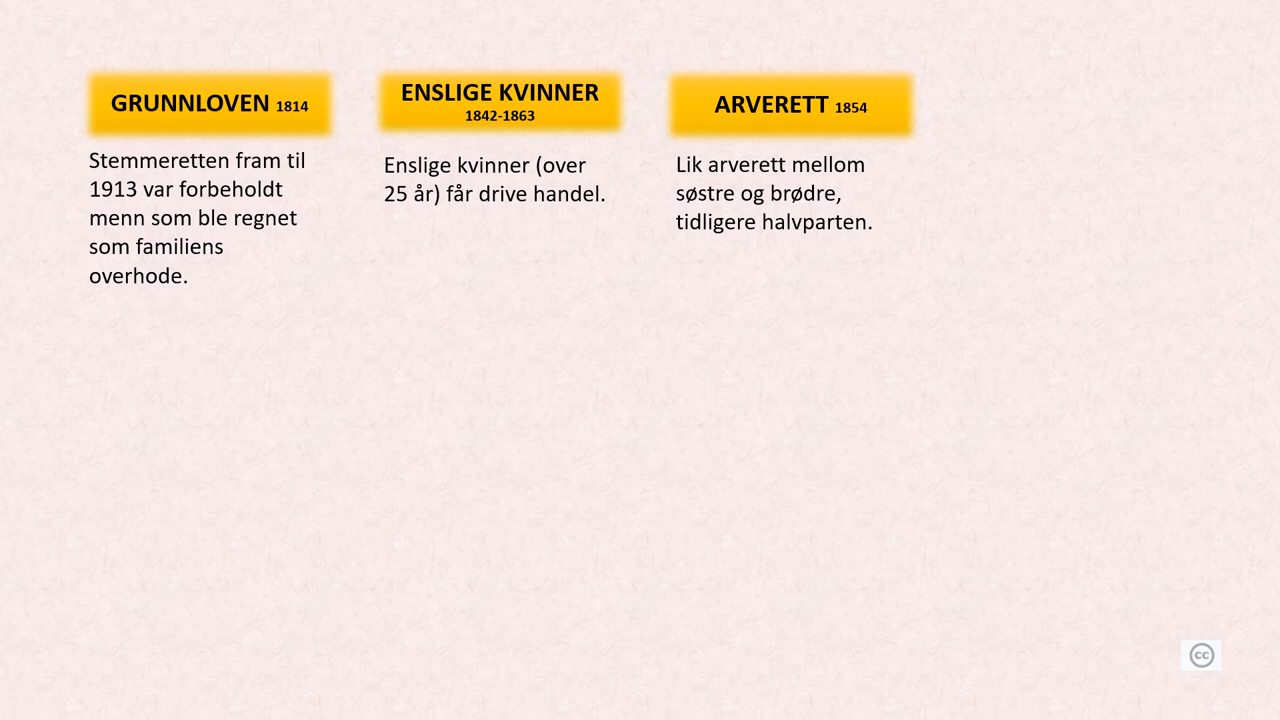 GRUNNLOVEN 1814
Stemmeretten fram til
1913 var forbeholdt
menn som ble regnet
som familiens
overhode.
ENSLIGE KVINNER
1842-1863
Enslige kvinner (over
25 år) får drive handel.
ARVERETT 1854
Lik arverett mellom
søstre og brødre,
tidligere halvparten.
cc